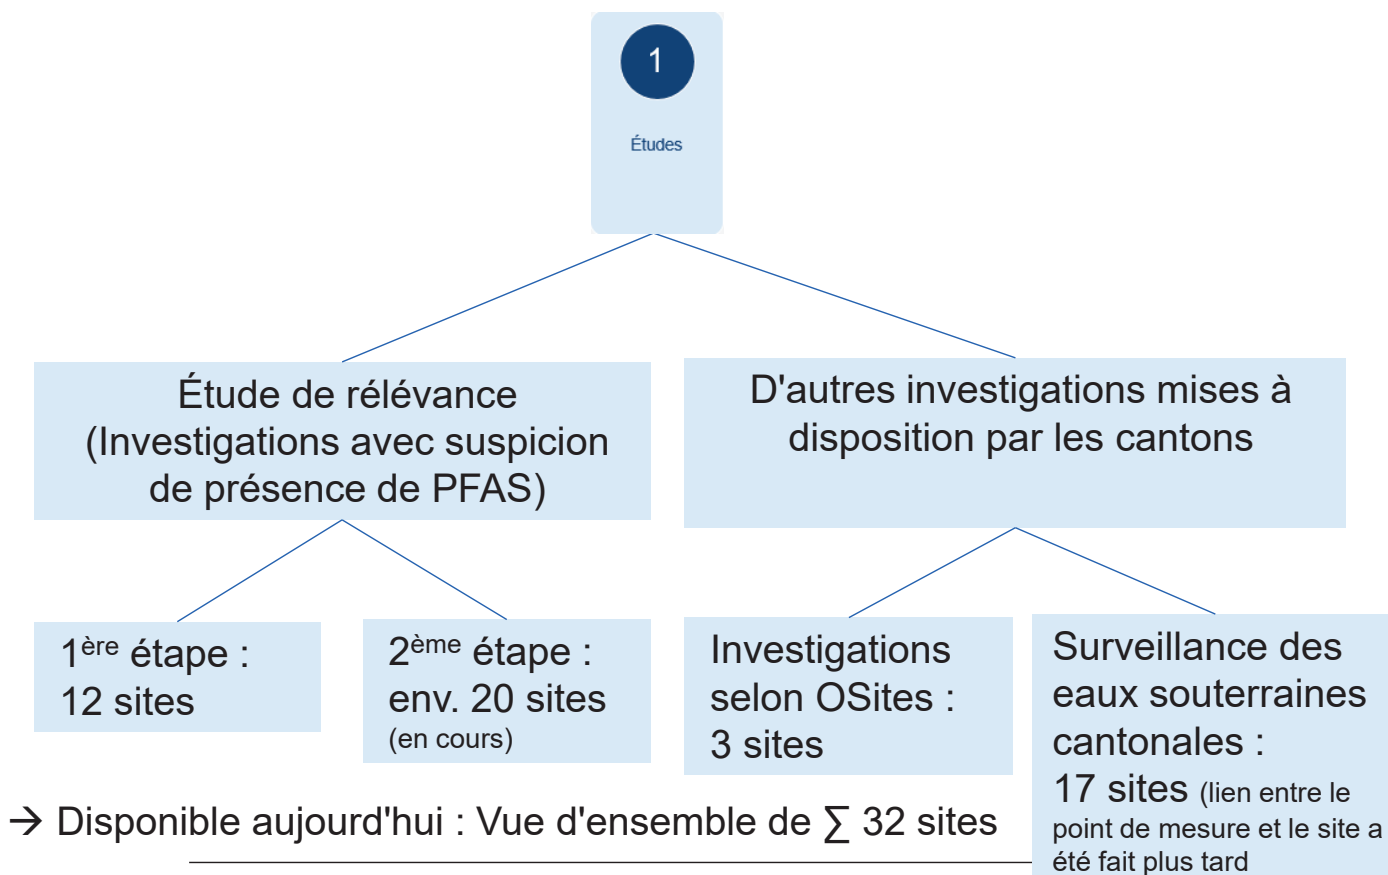 1
Études
Étude de rélévance
(Investigations avec suspicion
de présence de PFAS)
D'autres investigations mises à
disposition par les cantons
1ère étape :
12 sites
2ème étape :
env. 20 sites
(en cours)
Investigations
selon OSites :
3 sites
Surveillance des
eaux souterraines
cantonales :
17 sites (lien entre le
point de mesure et le site a
été fait plus tard
→ Disponible aujourd'hui : Vue d'ensemble de ∑ 32 sites